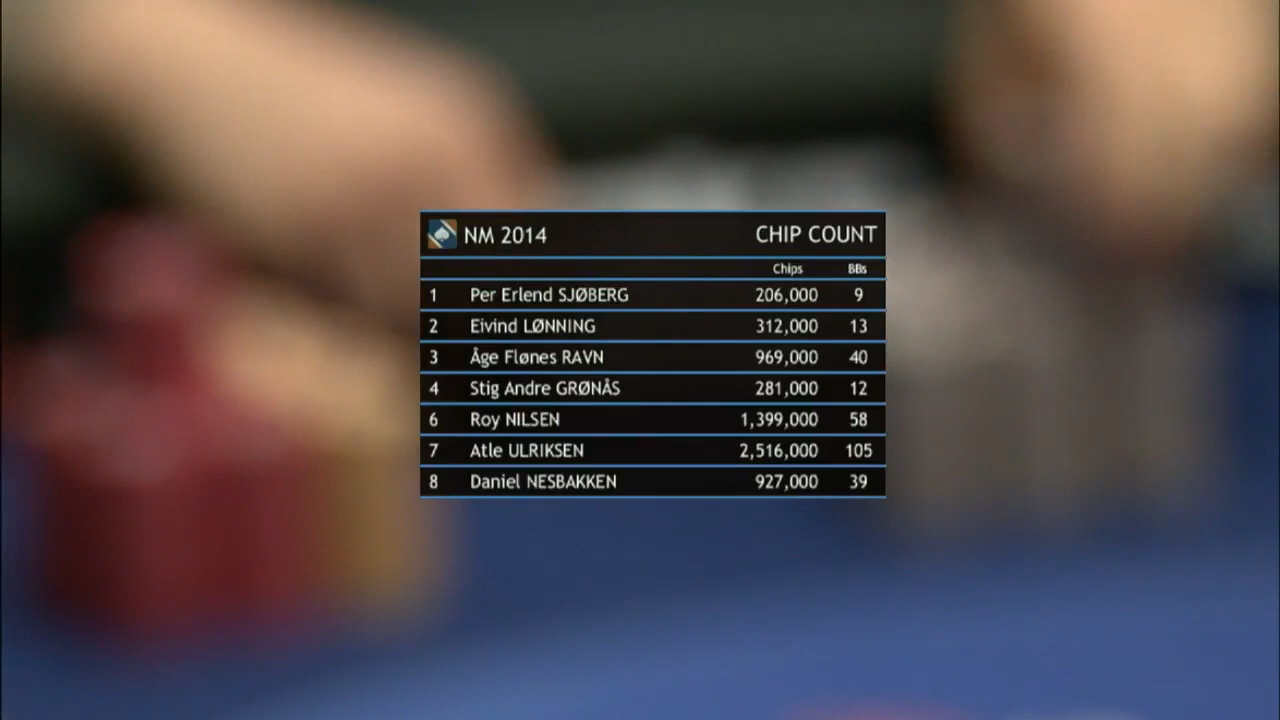 NM 2014 CHIP COUNT
Chips BBs
1 Per Erlend SJØBERG 206,000 9
2 Eivind LØNNING 312,000 13
3 Åge Flønes RAVN 969,000 40
4 Stig Andre GRØNÅS 281,000 12
6 Roy NILSEN 1,399,000 58
7 Atle ULRIKSEN 2,516,000 105
8 Daniel NESBAKKEN 927,000 39